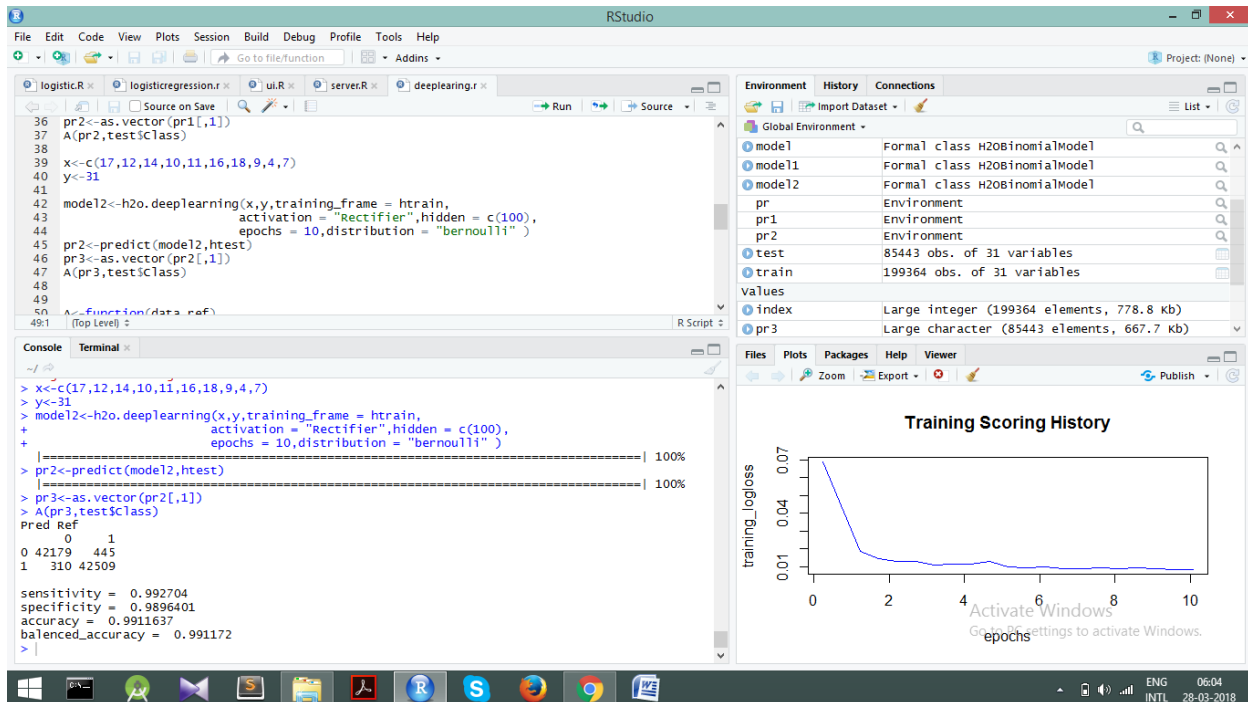 RStudio
File Edit Code View Plots Session Build Debug Profile Tools Help
Go to file/function Addins Project: (None)
logistic.R logisticregression.r ui.R server.R deeplearing.r
Source on Save Run Source
36 pr2<-as.vector(pr1[,1])
37 A(pr2,test$Class)
38
39 x<-c(17,12,14,10,11,16,18,9,4,7)
40 y<-31
41
42 model2<-h2o.deeplearning(x,y,training_frame = htrain,
43 activation = "Rectifier",hidden = c(100),
44 epochs = 10,distribution = "bernoulli" )
45 pr2<-predict(model2,htest)
46 pr3<-as.vector(pr2[,1])
47 A(pr3,test$Class)
48
49
50 A<-function(data,ref)
49:1 (Top Level) R Script
Console Terminal
~/
> x<-c(17,12,14,10,11,16,18,9,4,7)
> y<-31
> model2<-h2o.deeplearning(x,y,training_frame = htrain,
+ activation = "Rectifier",hidden = c(100),
+ epochs = 10,distribution = "bernoulli" )
|======================================================================| 100%
> pr2<-predict(model2,htest)
|======================================================================| 100%
> pr3<-as.vector(pr2[,1])
> A(pr3,test$Class)
Pred Ref
0 1
0 42179 445
1 310 42509
sensitivity = 0.992704
specificity = 0.9896401
accuracy = 0.9911637
balenced_accuracy = 0.991172
>
Environment History Connections
Import Dataset List
Global Environment
model Formal class H2OBinomialModel
model1 Formal class H2OBinomialModel
model2 Formal class H2OBinomialModel
pr Environment
pr1 Environment
pr2 Environment
test 85443 obs. of 31 variables
train 199364 obs. of 31 variables
values
index Large integer (199364 elements, 778.8 Kb)
pr3 Large character (85443 elements, 667.7 Kb)
Files Plots Packages Help Viewer
Zoom Export Publish
Training Scoring History
training_logloss
0.07
0.04
0.01
0 2 4 6 8 10
epochs
Activate Windows
Go to PC settings to activate Windows.
ENG 06:04
INTL 28-03-2018